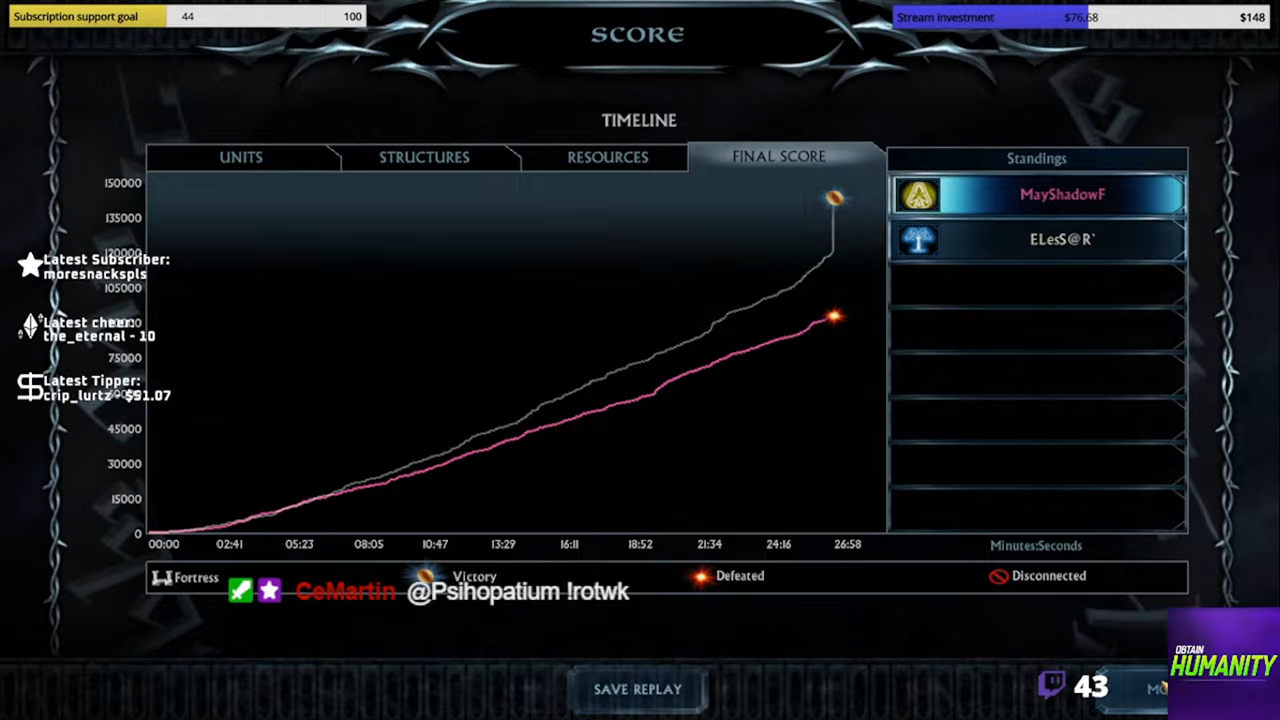 Subscription support goal 44 100
Stream investment $76.68 $148
SCORE
TIMELINE
UNITS STRUCTURES RESOURCES FINAL SCORE
Standings
MayShadowF
ELesS@R`
150000
135000
120000
Latest Subscriber:
moresnackspls
105000
Latest cheer:
the_eternal - 10
75000
Latest Tipper:
crip_lurtz - $51.07
45000
30000
15000
0
00:00 02:41 05:23 08:05 10:47 13:29 16:11 18:52 21:34 24:16 26:58
Minutes:Seconds
Fortress Victory Defeated Disconnected
CeMartin @Psihopatium !rotwk
OBTAIN
HUMANITY
SAVE REPLAY
43